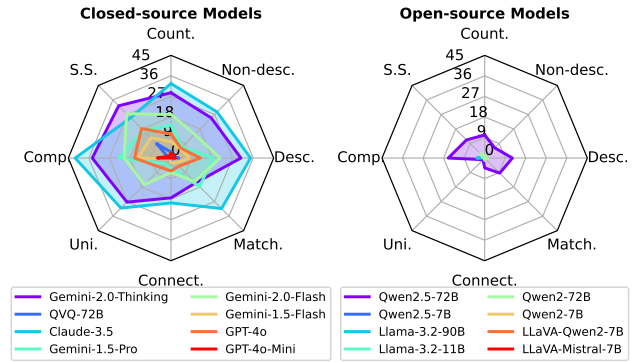 Closed-source Models
Open-source Models
Count.
Count.
45
45
S.S.
36
Non-desc.
S.S.
36
Non-desc.
27
27
18
18
9
9
0
0
Comp.
Desc.
Comp.
Desc.
Uni.
Match.
Uni.
Match.
Connect.
Connect.
Gemini-2.0-Thinking
Gemini-2.0-Flash
QVQ-72B
Gemini-1.5-Flash
Claude-3.5
GPT-4o
Gemini-1.5-Pro
GPT-4o-Mini
Qwen2.5-72B
Qwen2-72B
Qwen2.5-7B
Qwen2-7B
Llama-3.2-90B
LLaVA-Qwen2-7B
Llama-3.2-11B
LLaVA-Mistral-7B